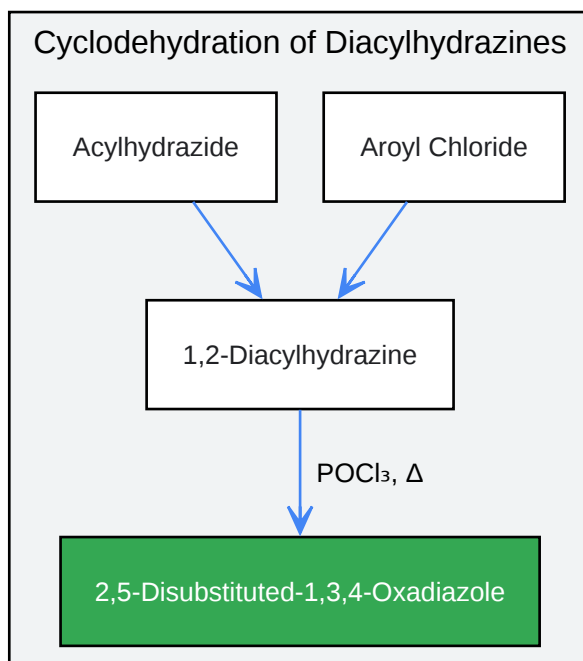 Cyclodehydration of Diacylhydrazines
Acylhydrazide
Aroyl Chloride
1,2-Diacylhydrazine
POCl₃, Δ
2,5-Disubstituted-1,3,4-Oxadiazole